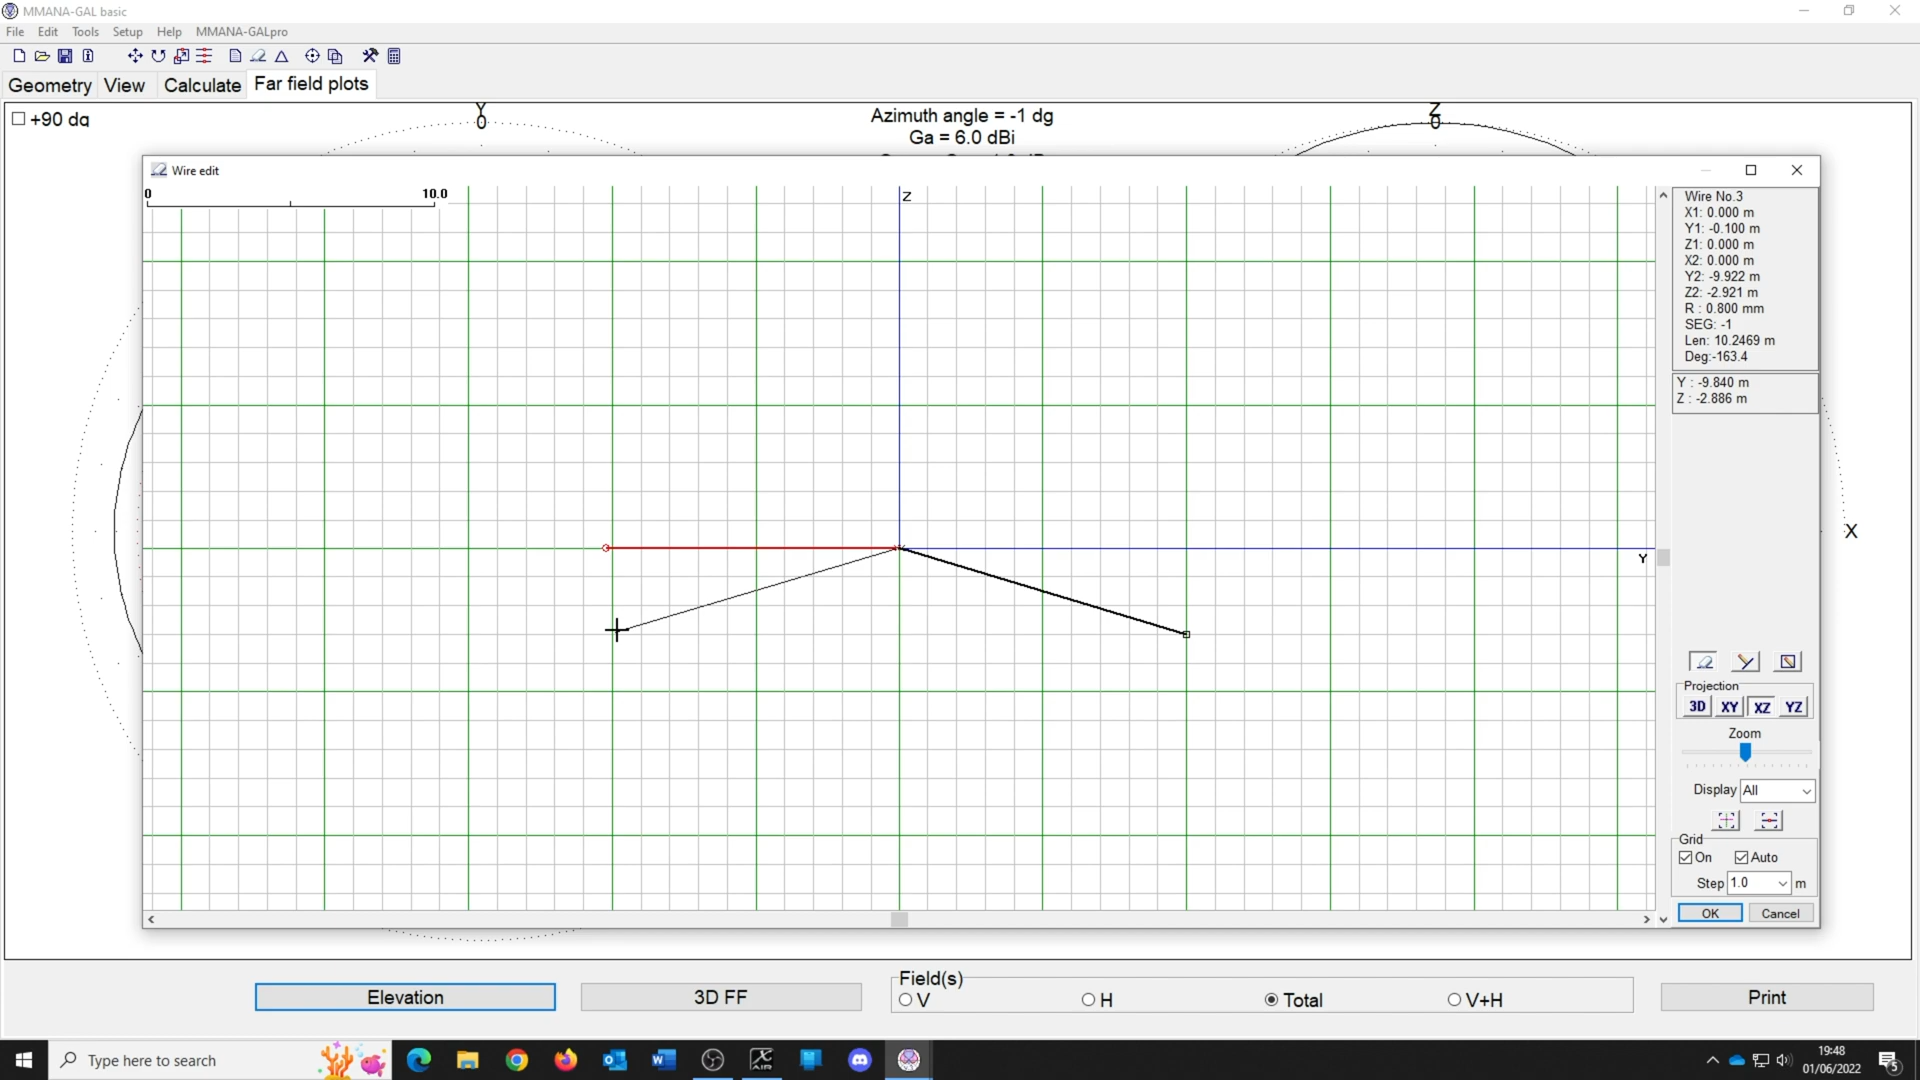 MMANA-GAL basic
File Edit Tools Setup Help MMANA-GALpro
Geometry View Calculate Far field plots
+90 dg
Y
0
Azimuth angle = -1 dg
Ga = 6.0 dBi
Z
0
X
Wire edit
0 10.0
Z
Y
Wire No.3
X1: 0.000 m
Y1: -0.100 m
Z1: 0.000 m
X2: 0.000 m
Y2: -9.922 m
Z2: -2.921 m
R : 0.800 mm
SEG: -1
Len: 10.2469 m
Deg:-163.4
Y : -9.840 m
Z : -2.886 m
Projection
3D XY XZ YZ
Zoom
Display All
Grid
On Auto
Step 1.0 m
OK Cancel
Elevation
3D FF
Field(s)
V H Total V+H
Print
Type here to search
19:48
01/06/2022
5